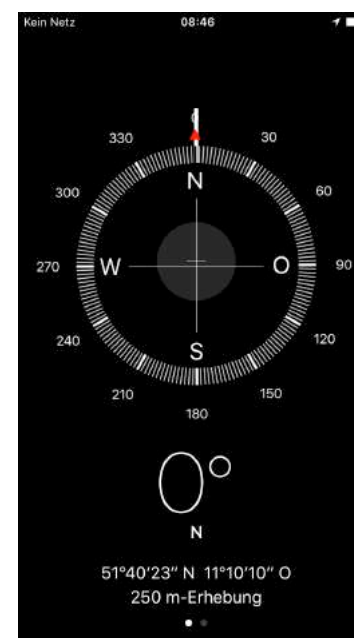 Kein Netz 08:46
0
330 30
N
300 60
270 W O 90
240 120
S
210 150
180
0°
N
51°40'23" N 11°10'10" O
250 m-Erhebung